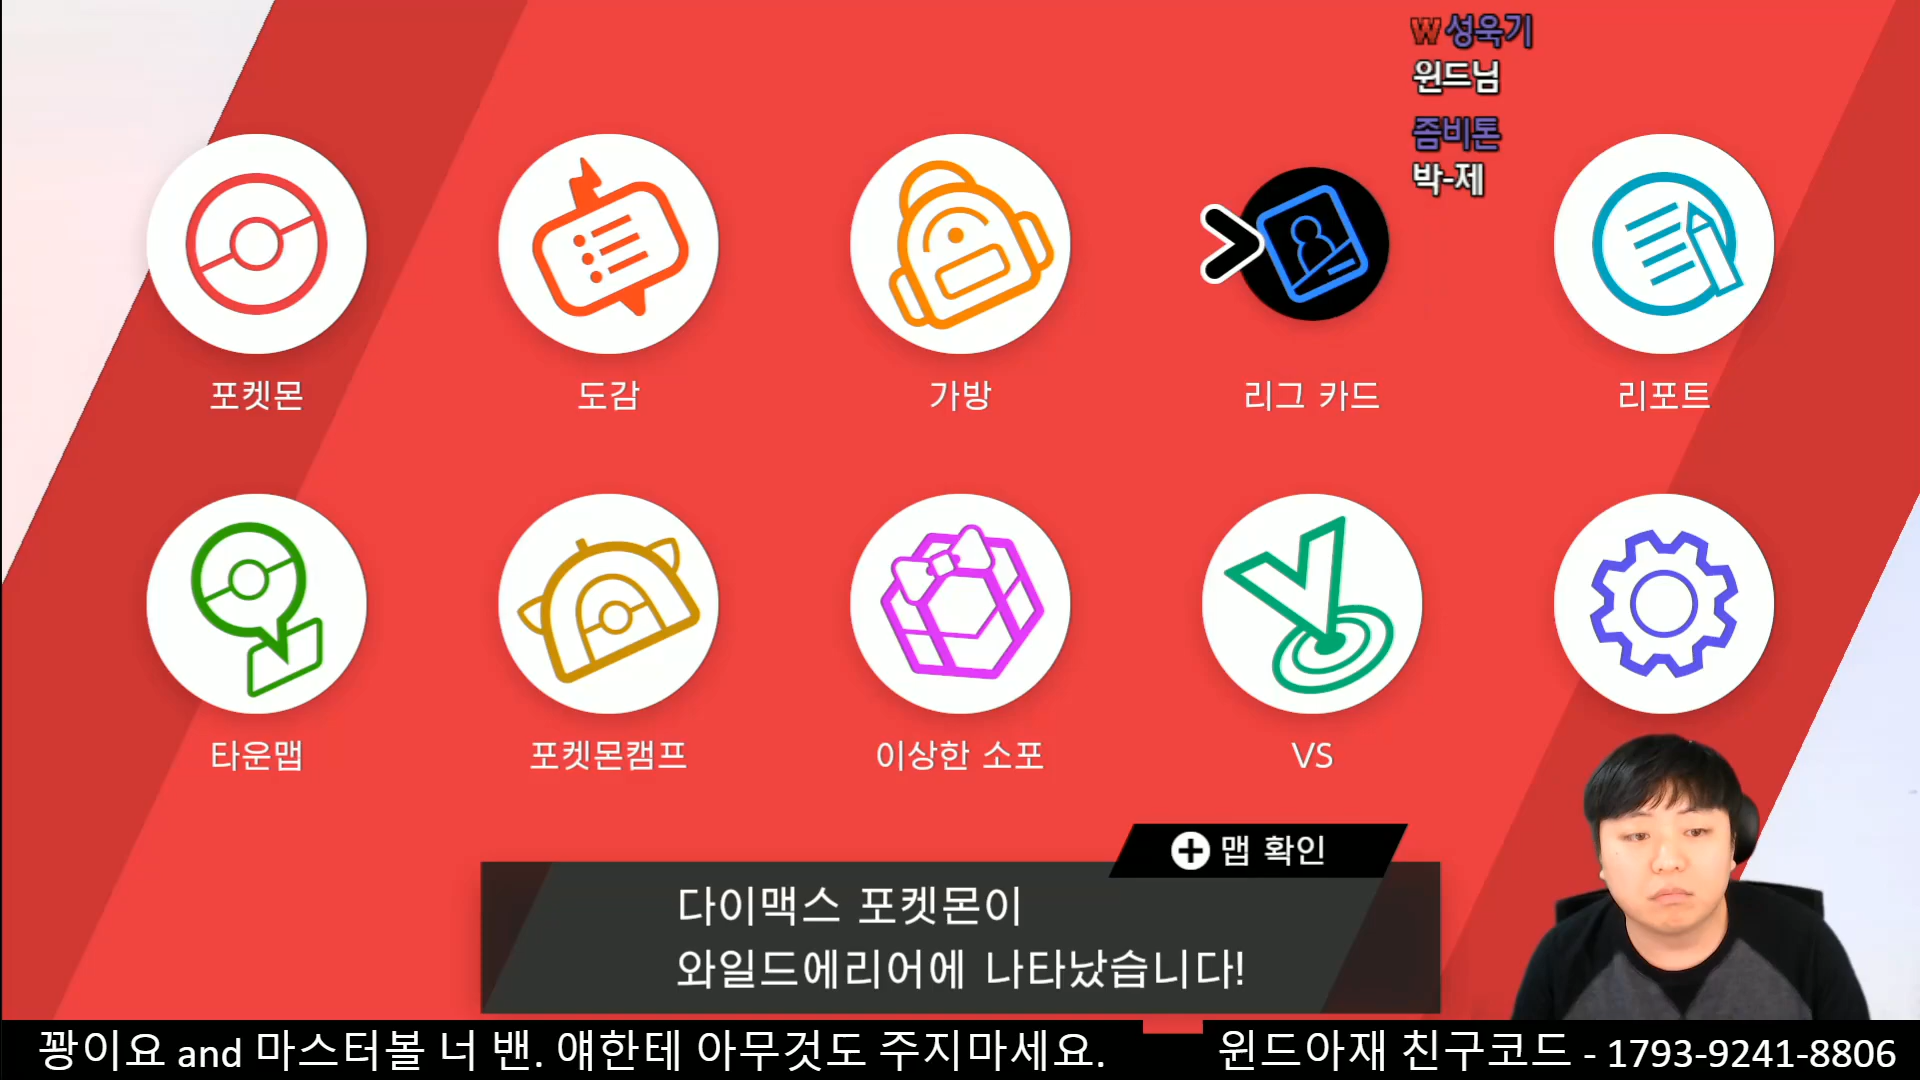 W성욱기
윈드님
좀비톤
박-제
포켓몬
도감
가방
리그 카드
리포트
타운맵
포켓몬캠프
이상한 소포
VS
맵 확인
다이맥스 포켓몬이
와일드에리어에 나타났습니다!
꽝이요 and 마스터볼 너 밴. 얘한테 아무것도 주지마세요.
윈드아재 친구코드 - 1793-9241-8806